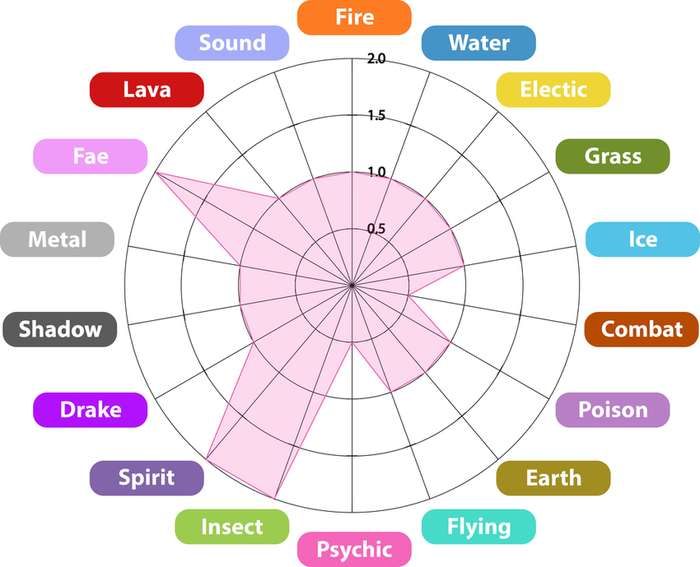 Fire
Sound
Water
2.0
Lava
Electic
1.5
Fae
Grass
1.0
Metal
0.5
Ice
Shadow
Combat
Drake
Poison
Spirit
Earth
Insect
Flying
Psychic